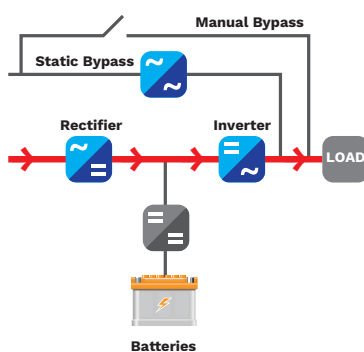 Manual Bypass
Static Bypass
Rectifier
Inverter
LOAD
Batteries